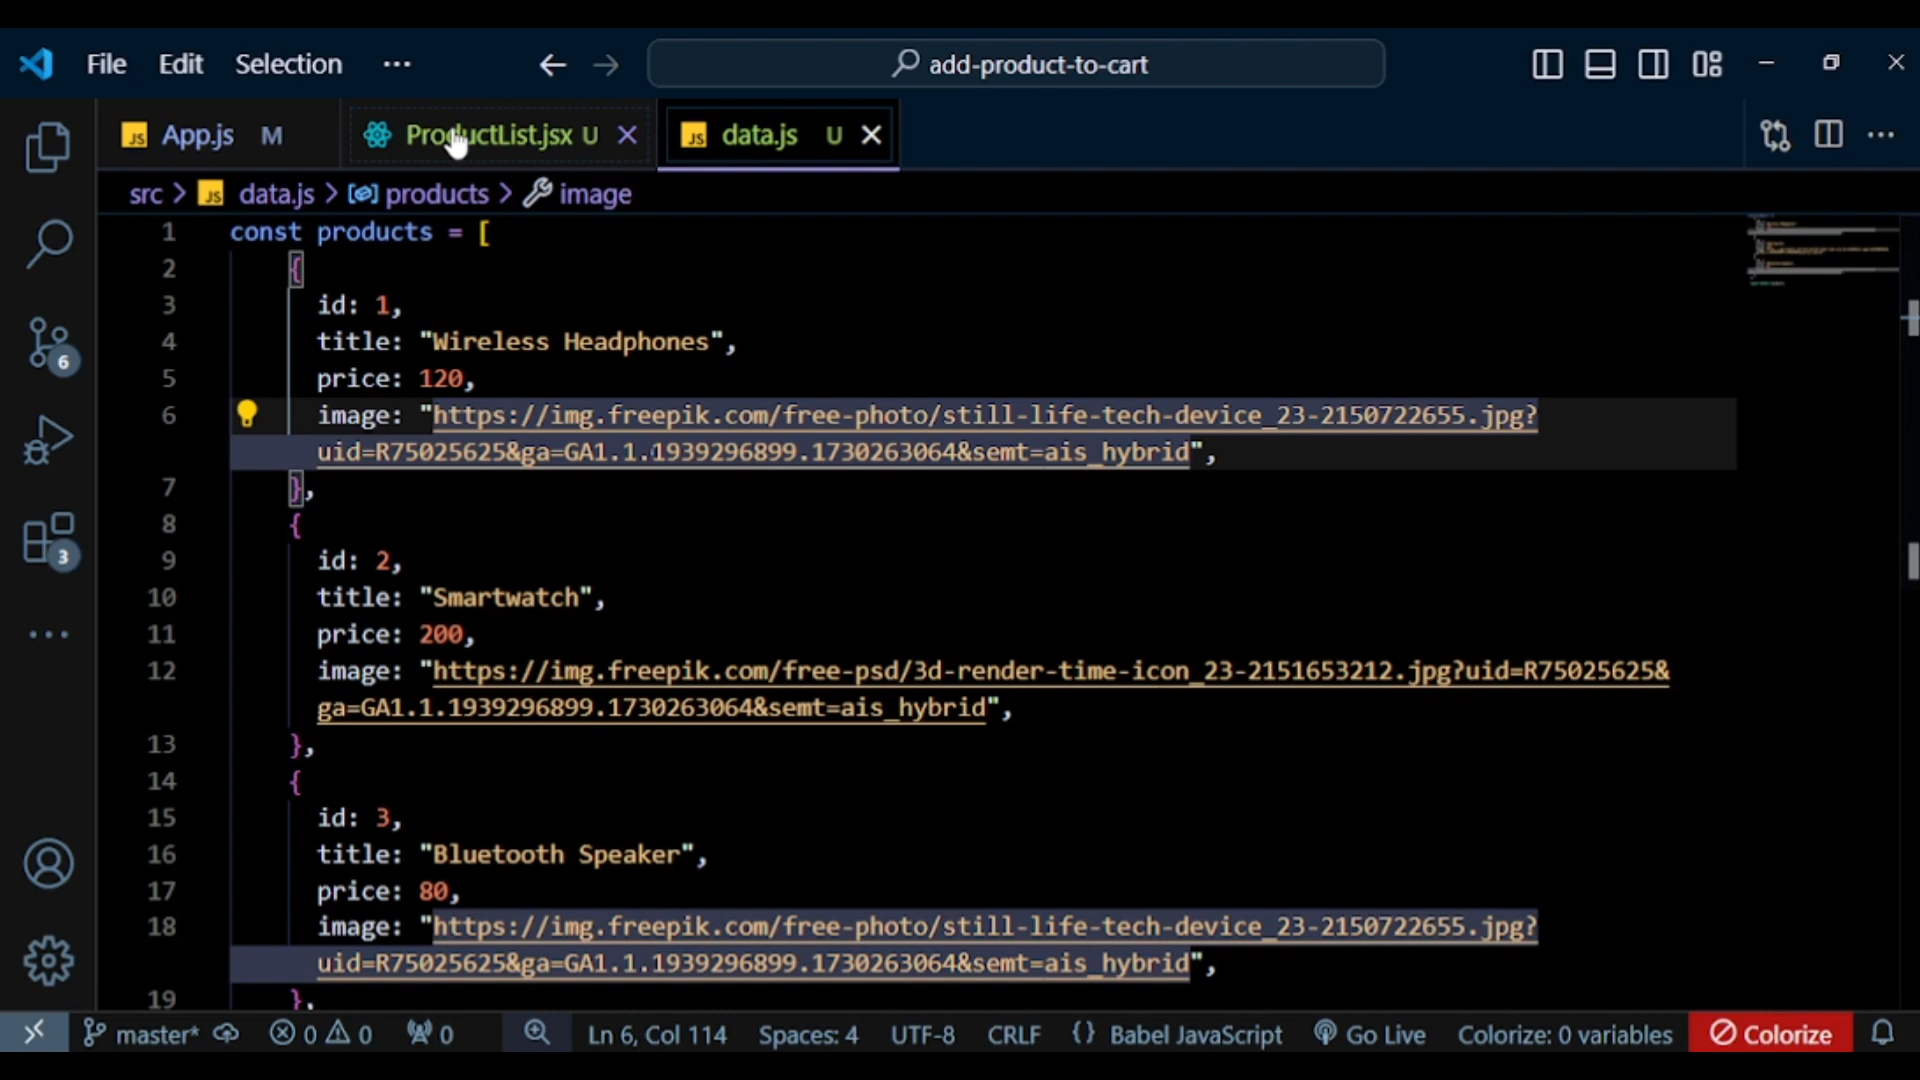 File Edit Selection ··· add-product-to-cart
JS App.js M ProductList.jsx U JS data.js U
src > JS data.js > products > image
1 const products = [
2 {
3 id: 1,
4 title: "Wireless Headphones",
5 price: 120,
6 image: "https://img.freepik.com/free-photo/still-life-tech-device_23-2150722655.jpg?
uid=R75025625&ga=GA1.1.1939296899.1730263064&semt=ais_hybrid",
7 },
8 {
9 id: 2,
10 title: "Smartwatch",
11 price: 200,
12 image: "https://img.freepik.com/free-psd/3d-render-time-icon_23-2151653212.jpg?uid=R75025625&
ga=GA1.1.1939296899.1730263064&semt=ais_hybrid",
13 },
14 {
15 id: 3,
16 title: "Bluetooth Speaker",
17 price: 80,
18 image: "https://img.freepik.com/free-photo/still-life-tech-device_23-2150722655.jpg?
uid=R75025625&ga=GA1.1.1939296899.1730263064&semt=ais_hybrid",
19 },
6
3
master* 0 0 0 Ln 6, Col 114 Spaces: 4 UTF-8 CRLF {} Babel JavaScript Go Live Colorize: 0 variables Colorize